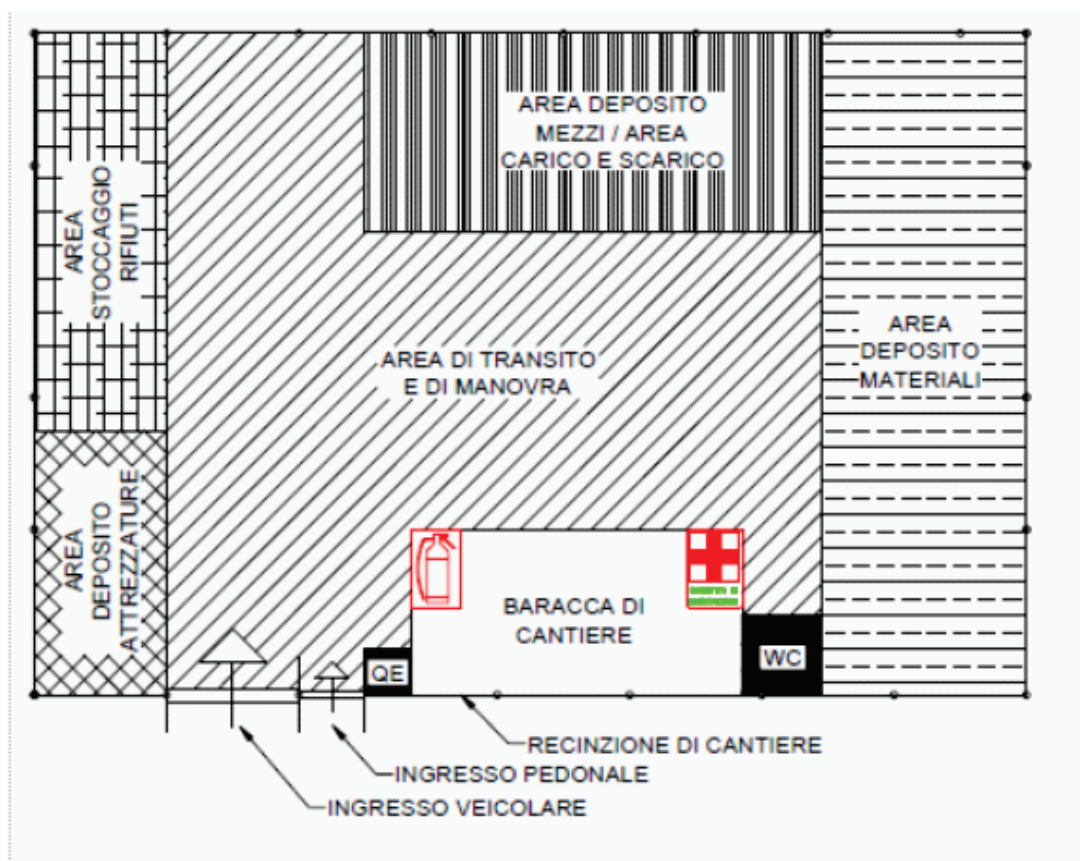 AREA DEPOSITO
MEZZI / AREA
CARICO E SCARICO
AREA
STOCCAGGIO
RIFIUTI
AREA DI TRANSITO
E DI MANOVRA
AREA
DEPOSITO
MATERIALI
AREA
DEPOSITO
ATTREZZATURE
BARACCA DI
CANTIERE
QE
WC
RECINZIONE DI CANTIERE
INGRESSO PEDONALE
INGRESSO VEICOLARE